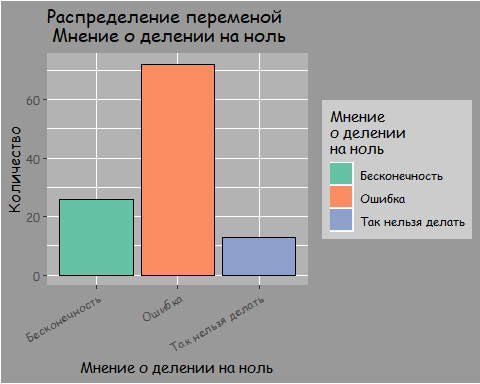 Распределение переменой
Мнение о делении на ноль
Количество
60
40
20
0
Бесконечность
Ошибка
Так нельзя делать
Мнение о делении на ноль
Мнение
о делении
на ноль
Бесконечность
Ошибка
Так нельзя делать